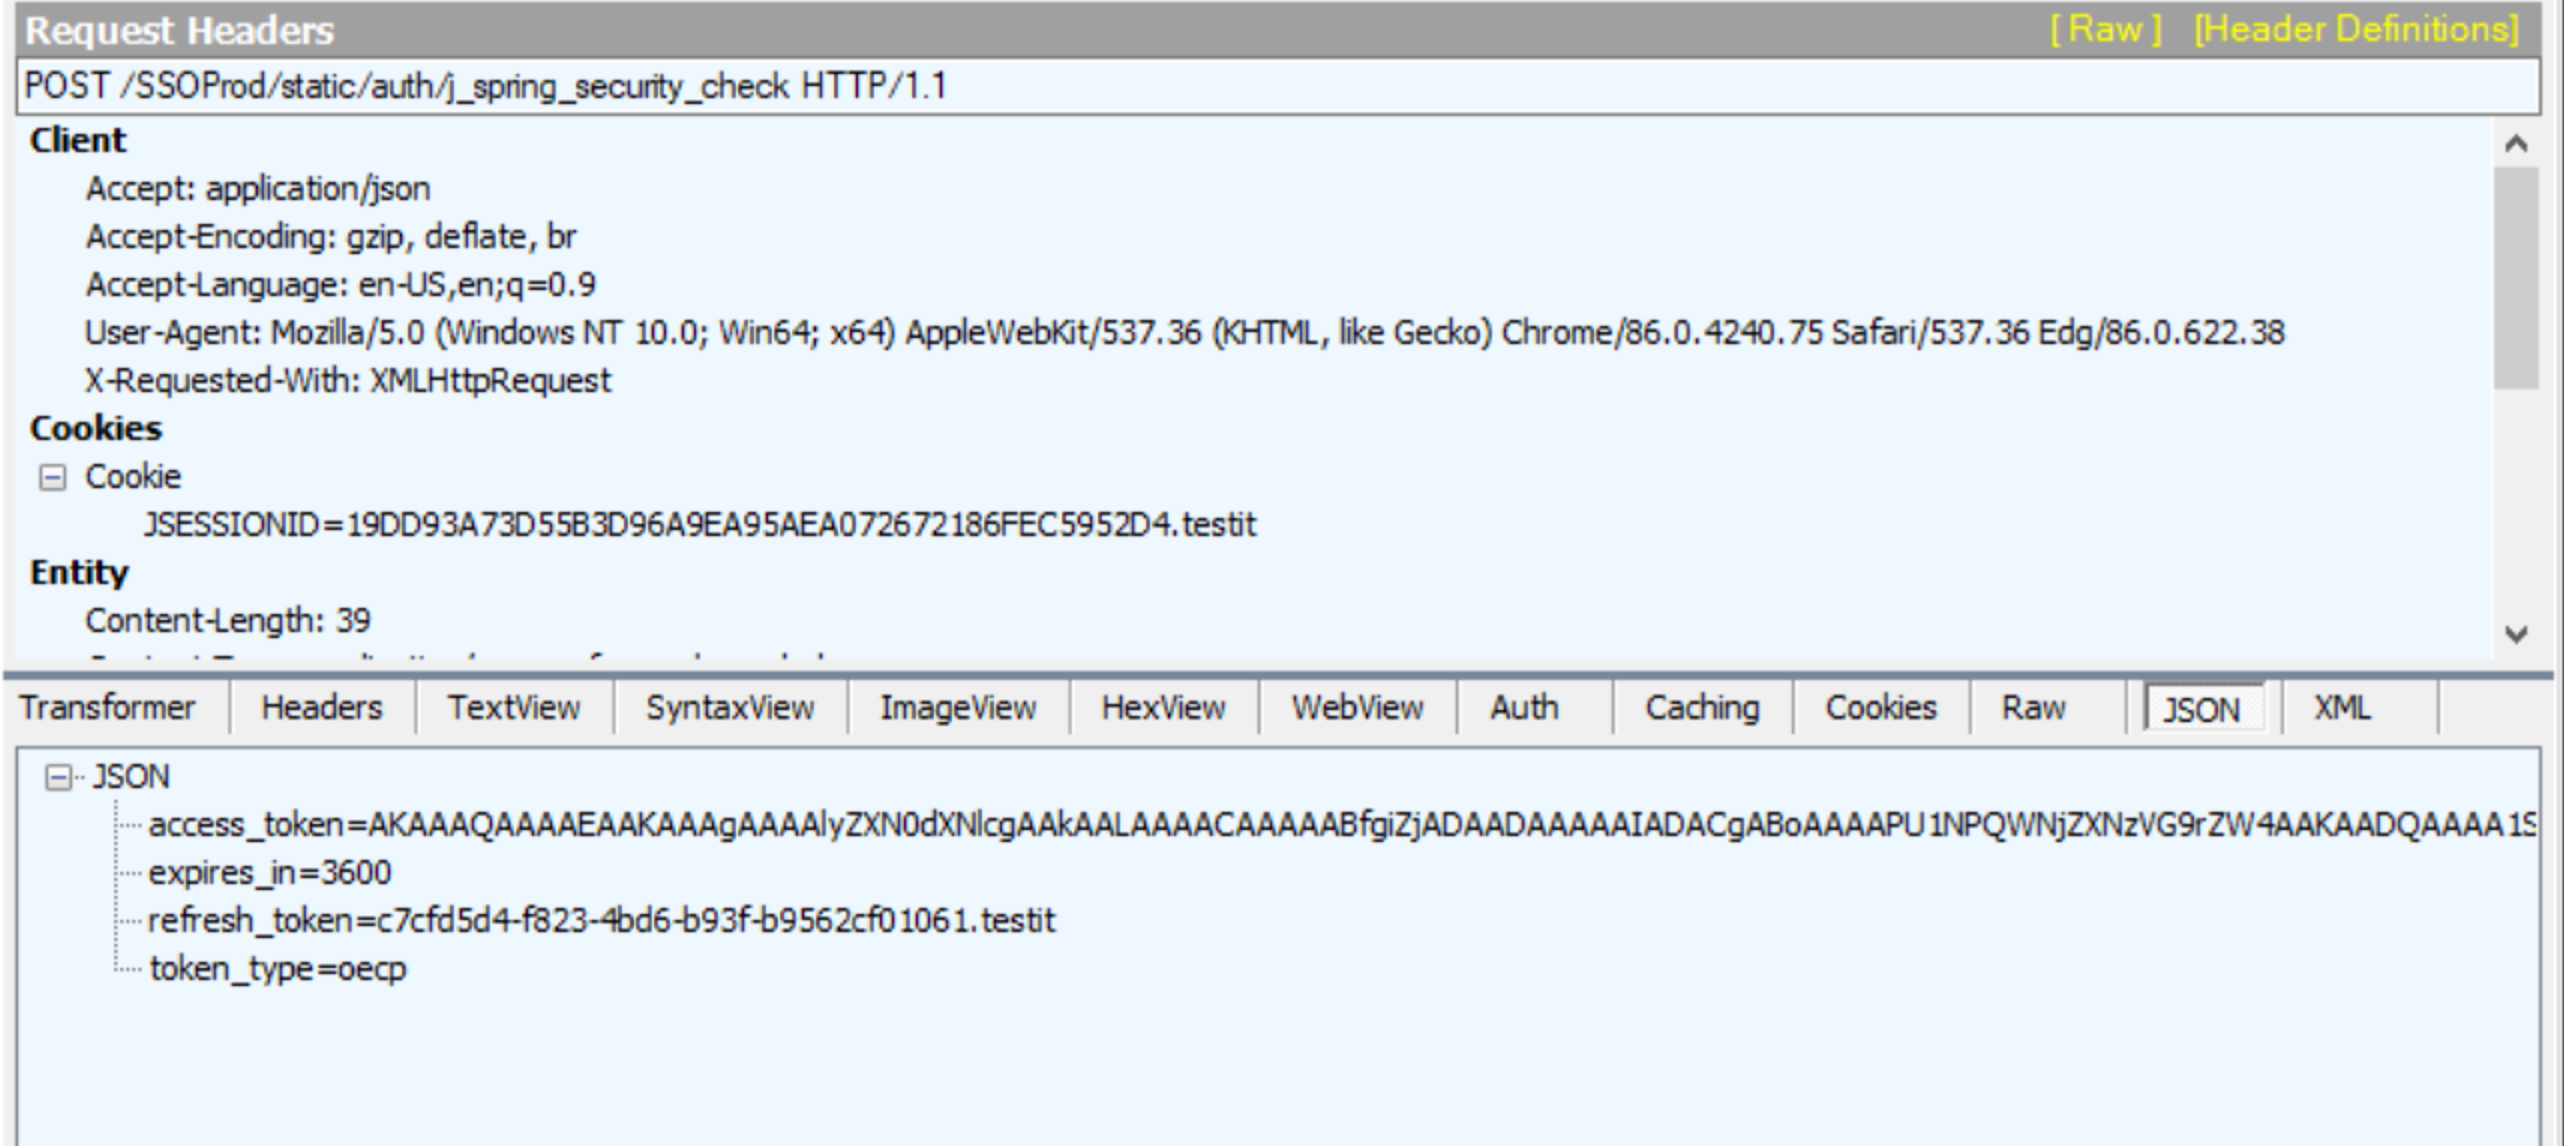 Request Headers [ Raw ] [Header Definitions]
POST /SSOProd/static/auth/j_spring_security_check HTTP/1.1
Client
Accept: application/json
Accept-Encoding: gzip, deflate, br
Accept-Language: en-US,en;q=0.9
User-Agent: Mozilla/5.0 (Windows NT 10.0; Win64; x64) AppleWebKit/537.36 (KHTML, like Gecko) Chrome/86.0.4240.75 Safari/537.36 Edg/86.0.622.38
X-Requested-With: XMLHttpRequest
Cookies
Cookie
JSESSIONID=19DD93A73D55B3D96A9EA95AEA072672186FEC5952D4.testit
Entity
Content-Length: 39
Transformer Headers TextView SyntaxView ImageView HexView WebView Auth Caching Cookies Raw JSON XML
JSON
access_token=AKAAAQAAAAEAAKAAAgAAAAlyZXN0dXNlcgAAkAALAAAACAAAAABfgiZjADAADAAAAAIADACgABoAAAAPU1NPQWNjZXNzVG9rZW4AAKAADQAAAA1S
expires_in=3600
refresh_token=c7cfd5d4-f823-4bd6-b93f-b9562cf01061.testit
token_type=oecp